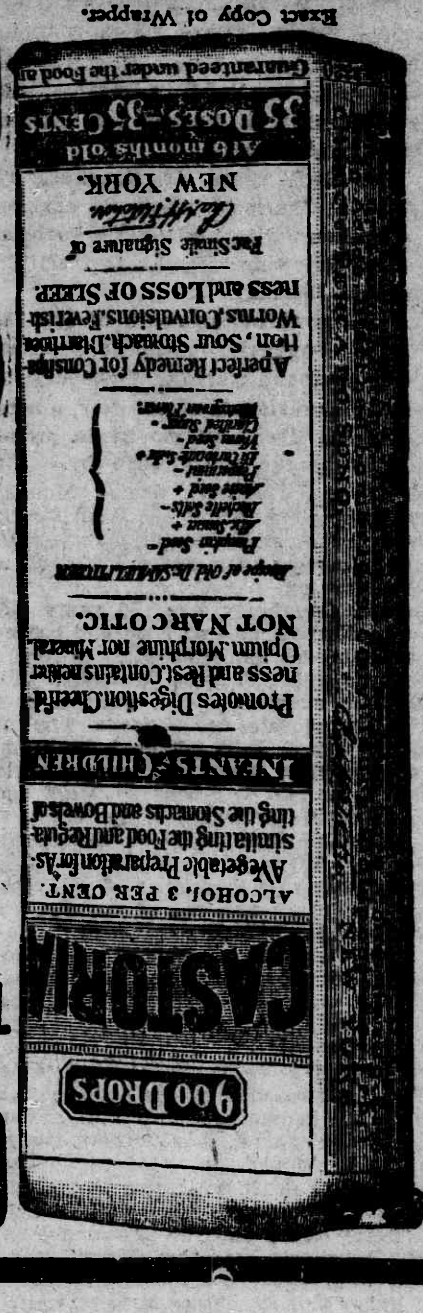 900 DROPS
CASTORIA
ALCOHOL 3 PER CENT.
AVegetable Preparation for As-
similating the Food and Regula-
ting the Stomachs and Bowels of
INFANTS & CHILDREN
Promotes Digestion,Cheerful-
ness and Rest.Contains neither
Opium,Morphine nor Mineral.
NOT NARCOTIC.
Recipe of Old Dr.SAMUEL PITCHER
Pumpkin Seed -
Alx.Senna +
Rochelle Salts -
Anise Seed +
Peppermint -
Bi Carbonate Soda +
Worm Seed -
Clarified Sugar -
Wintergreen Flavor.
Aperfect Remedy for Constipa-
tion, Sour Stomach,Diarrhoea
Worms,Convulsions,Feverish-
ness and LOSS OF SLEEP.
Fac Simile Signature of
Chas. H. Fletcher.
NEW YORK.
At 6 months old
35 DOSES - 35 CENTS
Guaranteed under the Food an
Exact Copy of Wrapper.